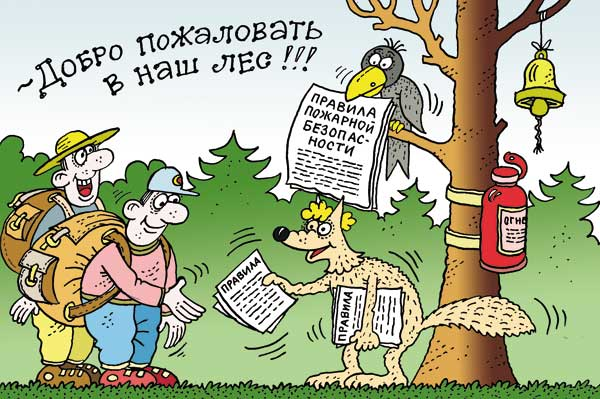 ~Добро пожаловать
в наш лес!!!
ПРАВИЛА
ПОЖАРНОЙ
БЕЗОПАС-
НОСТИ
ОГНЕ
ПРАВИЛА
ПРАВИЛА